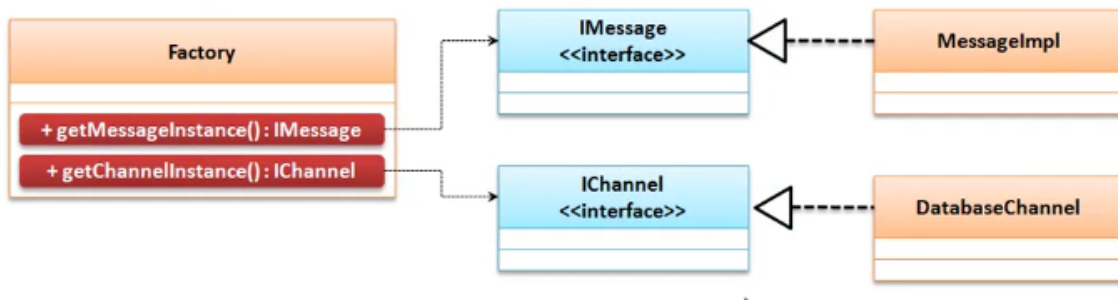 Factory
+ getMessageInstance() : IMessage
+ getChannelInstance() : IChannel
IMessage
<<interface>>
MessageImpl
IChannel
<<interface>>
DatabaseChannel